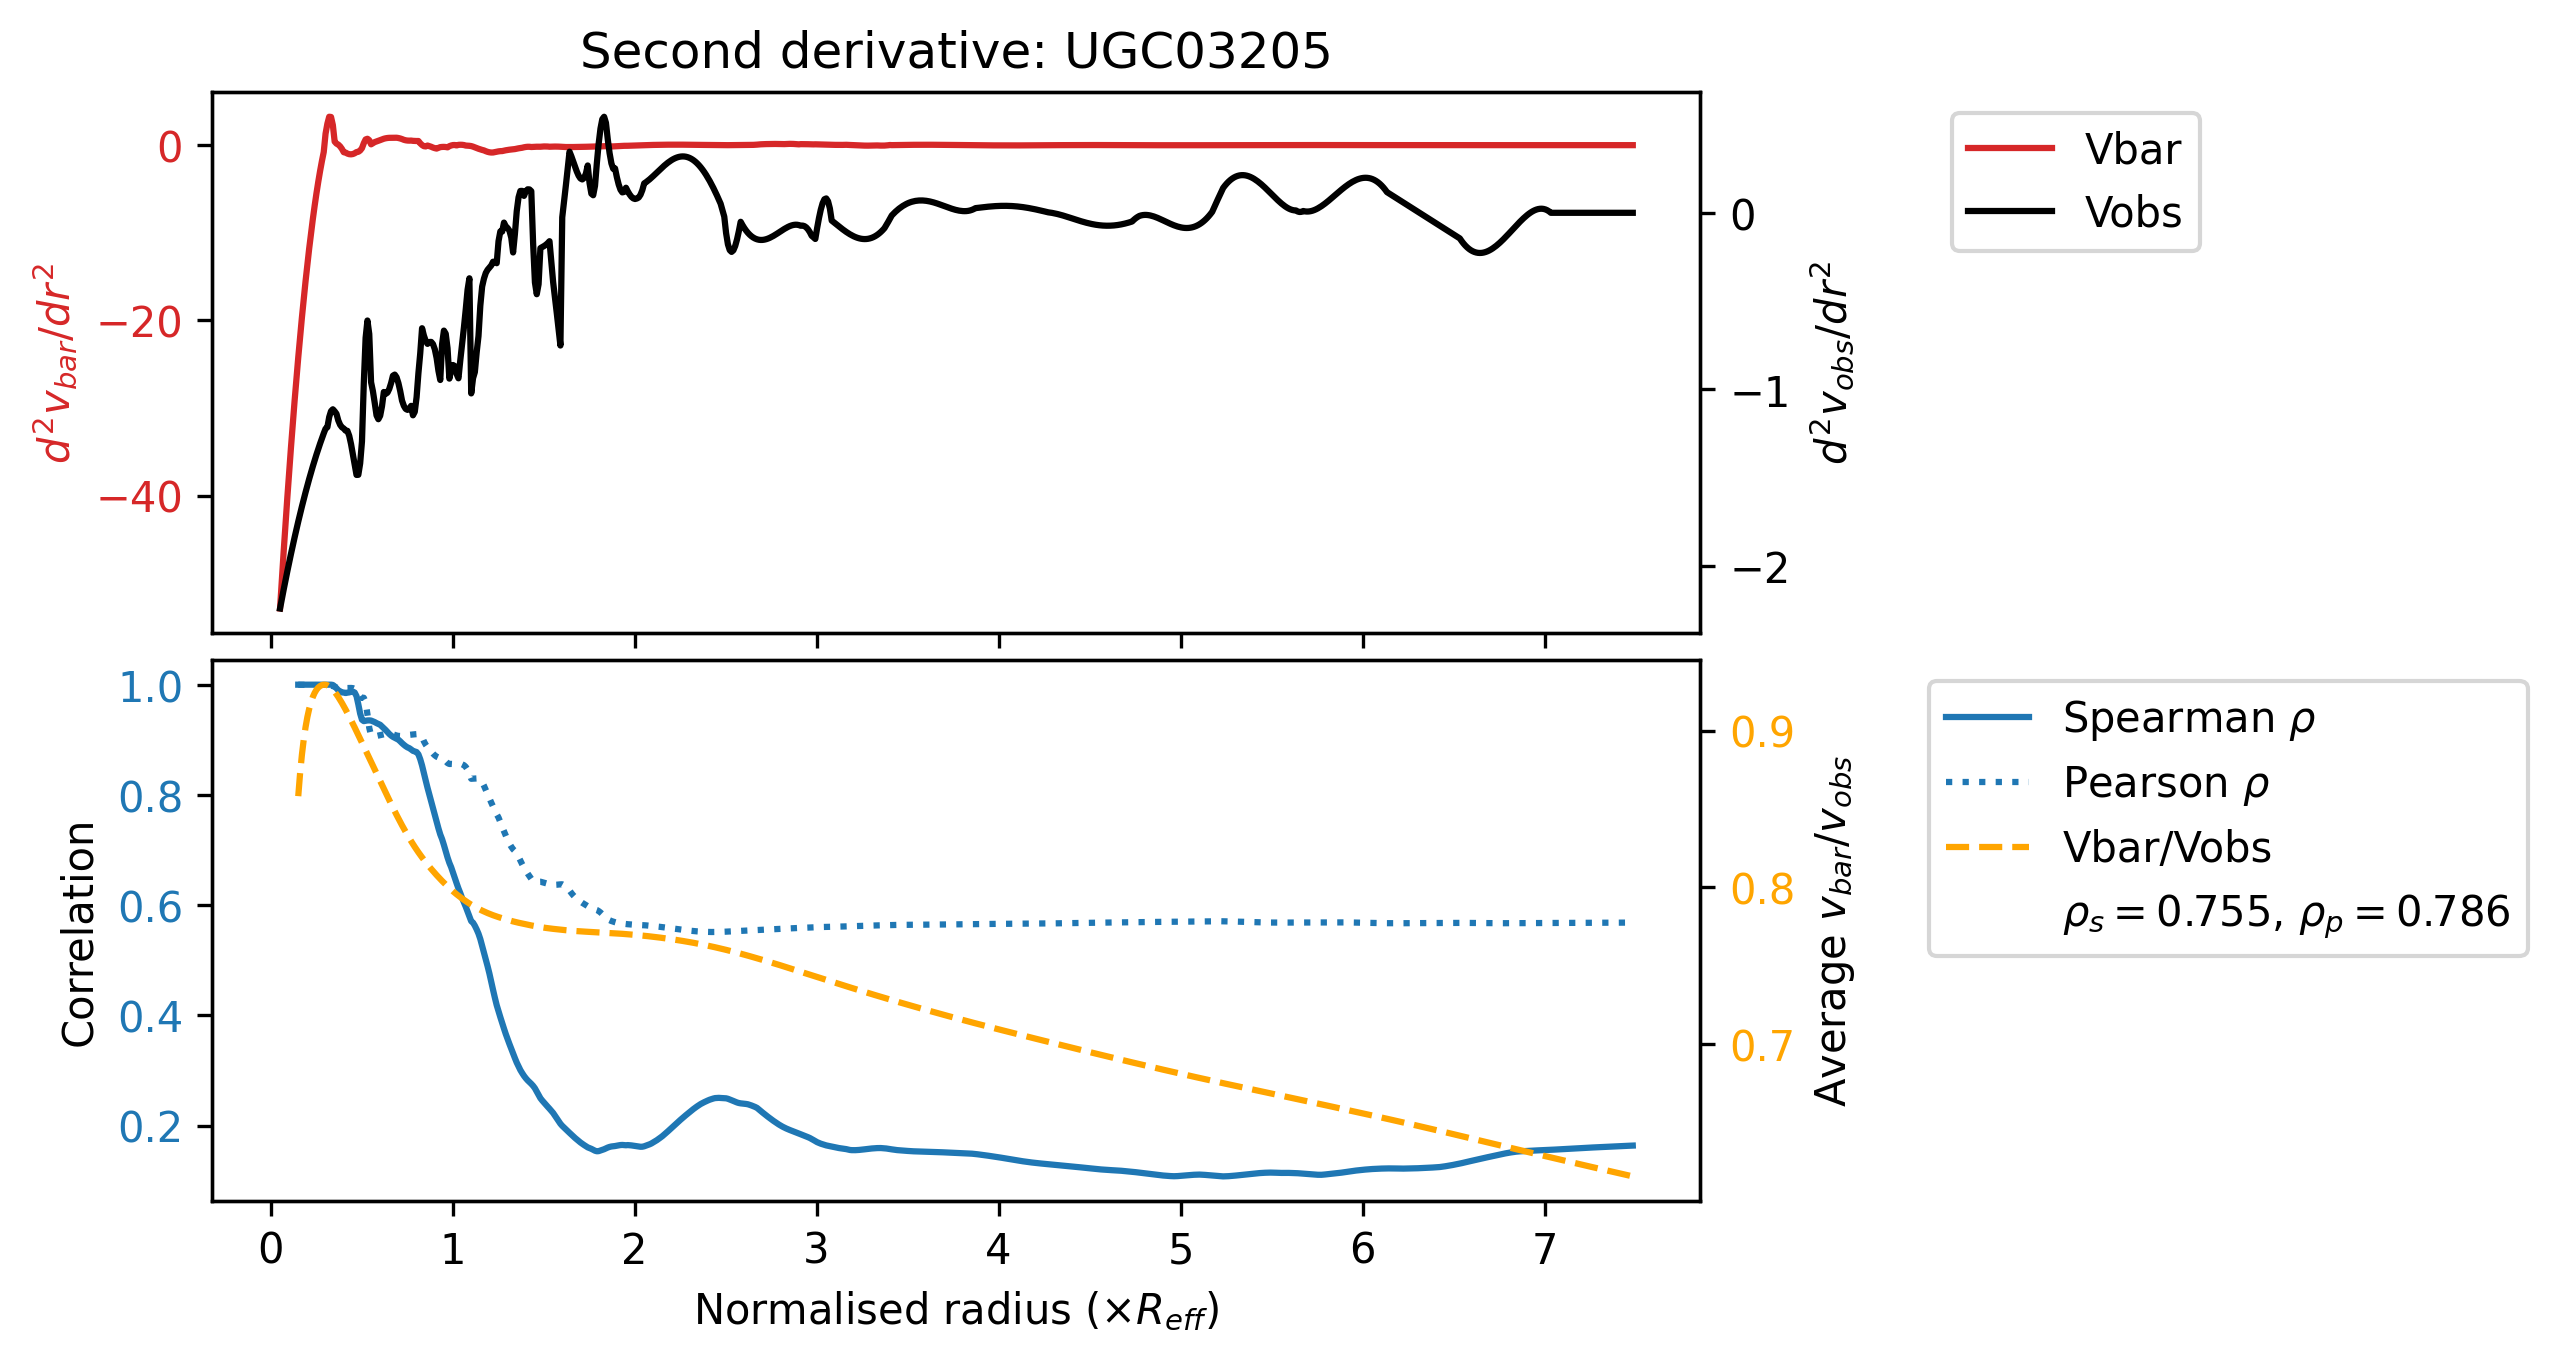 Second derivative: UGC03205
0
−20
−40
d²v_bar/dr²
0
−1
−2
d²v_obs/dr²
Vbar
Vobs
1.0
0.8
0.6
0.4
0.2
Correlation
0.9
0.8
0.7
Average v_bar/v_obs
Spearman ρ
Pearson ρ
Vbar/Vobs
ρ_s = 0.755, ρ_p = 0.786
0 1 2 3 4 5 6 7
Normalised radius (×R_eff)